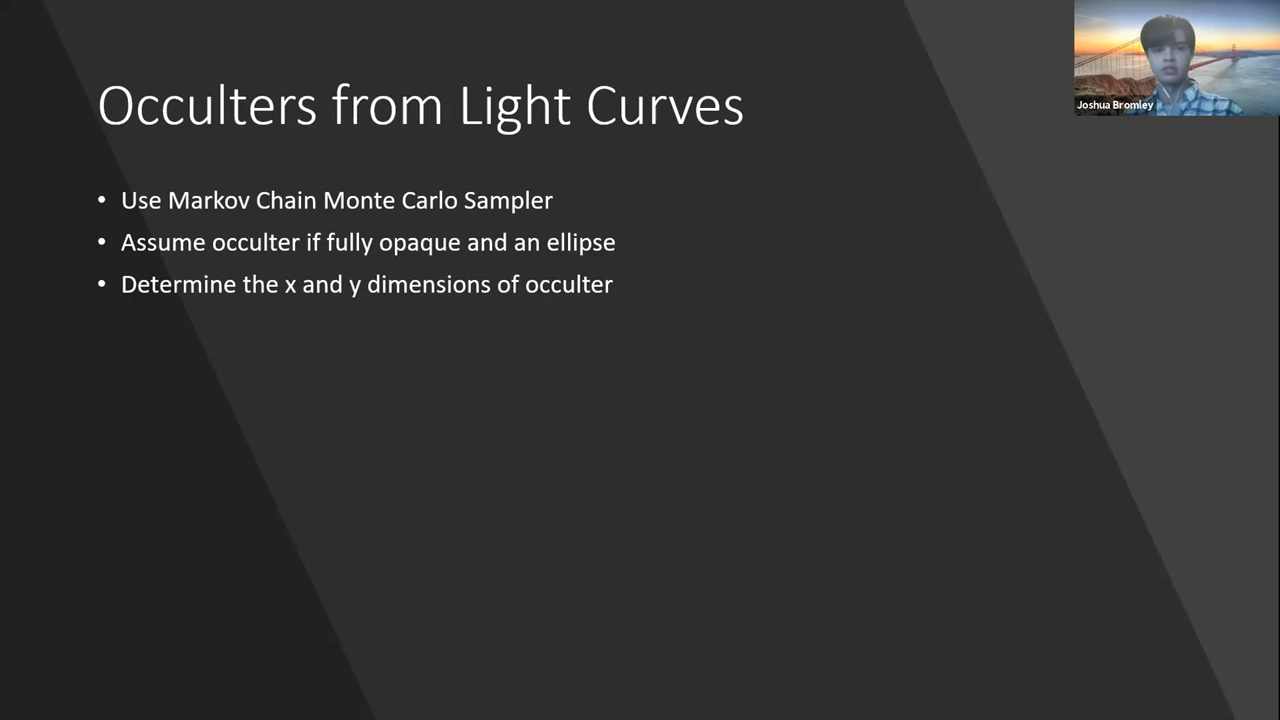 Occulters from Light Curves
• Use Markov Chain Monte Carlo Sampler
• Assume occulter if fully opaque and an ellipse
• Determine the x and y dimensions of occulter
Joshua Bromley